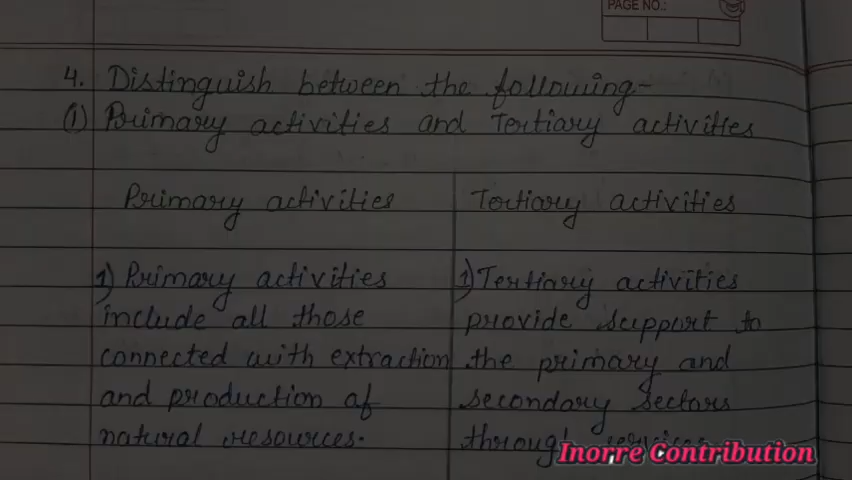 PAGE NO.:
4. Distinguish between the following-
(i) Primary activities and Tertiary activities
Primary activities Tertiary activities
1) Primary activities
include all those
connected with extraction
and production of
natural resources.
1) Tertiary activities
provide support to
the primary and
secondary sectors
through services
Inorre Contribution